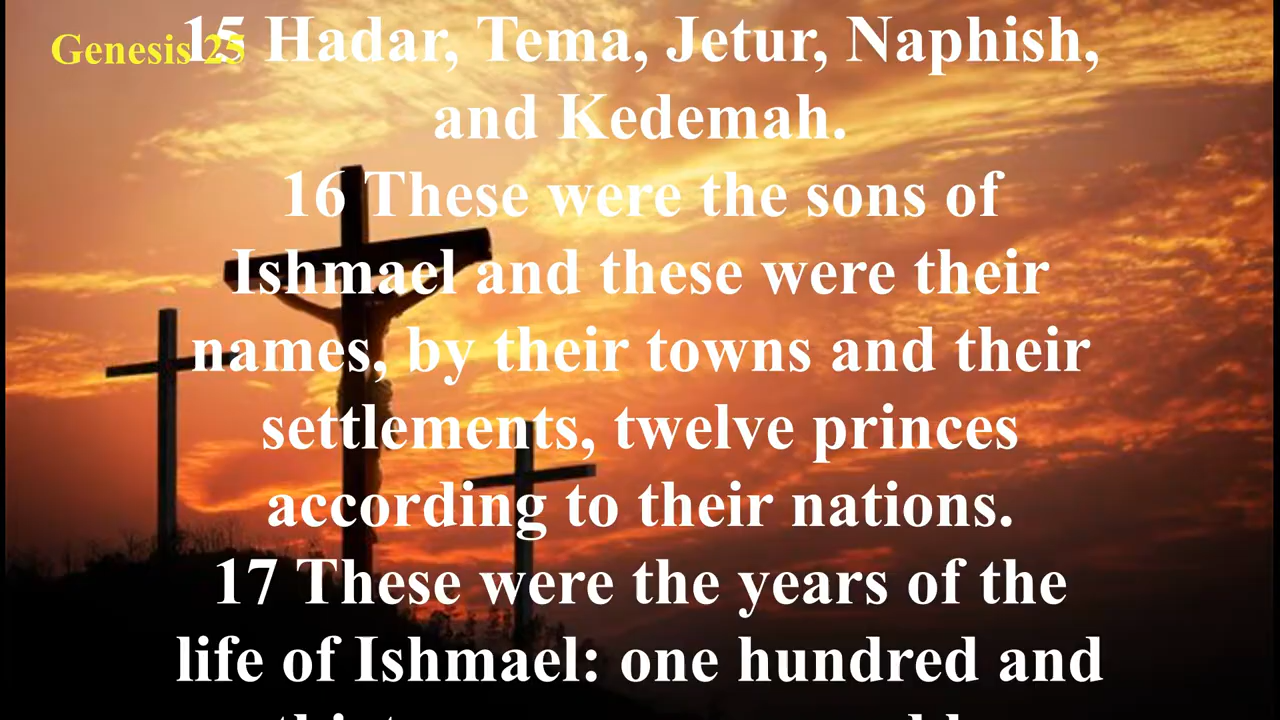 Genesis 25
15 Hadar, Tema, Jetur, Naphish,
and Kedemah.
16 These were the sons of
Ishmael and these were their
names, by their towns and their
settlements, twelve princes
according to their nations.
17 These were the years of the
life of Ishmael: one hundred and